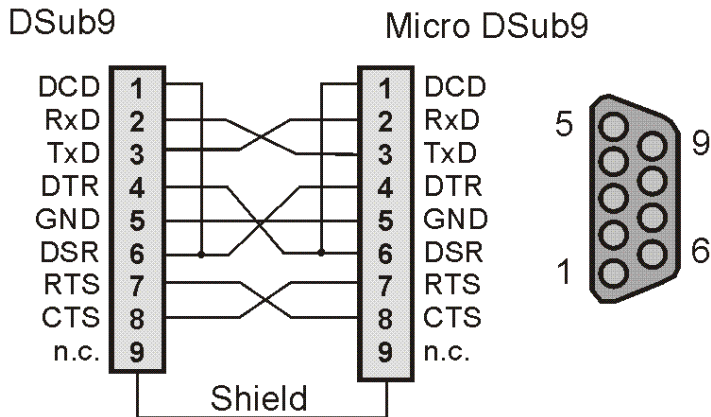 DSub9
Micro DSub9
DCD 1 1 DCD
RxD 2 2 RxD
TxD 3 3 TxD
DTR 4 4 DTR
GND 5 5 GND
DSR 6 6 DSR
RTS 7 7 RTS
CTS 8 8 CTS
n.c. 9 9 n.c.
Shield
5
9
1
6